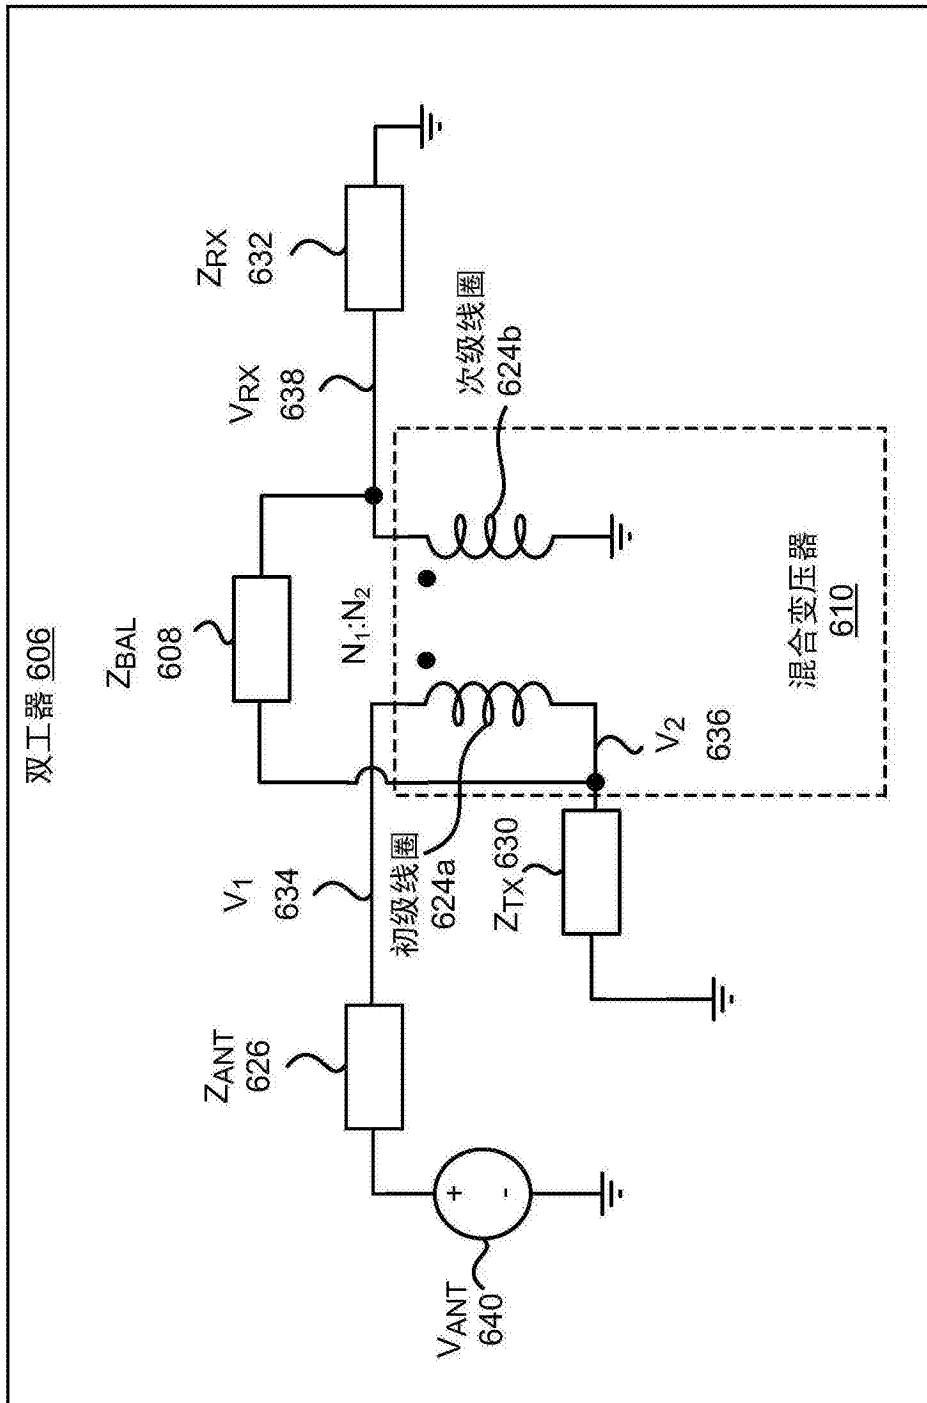 双工器 606
Z_BAL
608
V_ANT
640
+
-
Z_ANT
626
V1
634
初级线圈
624a
Z_TX 630
V2
636
N1:N2
V_RX
638
次级线圈
624b
Z_RX
632
混合变压器
610